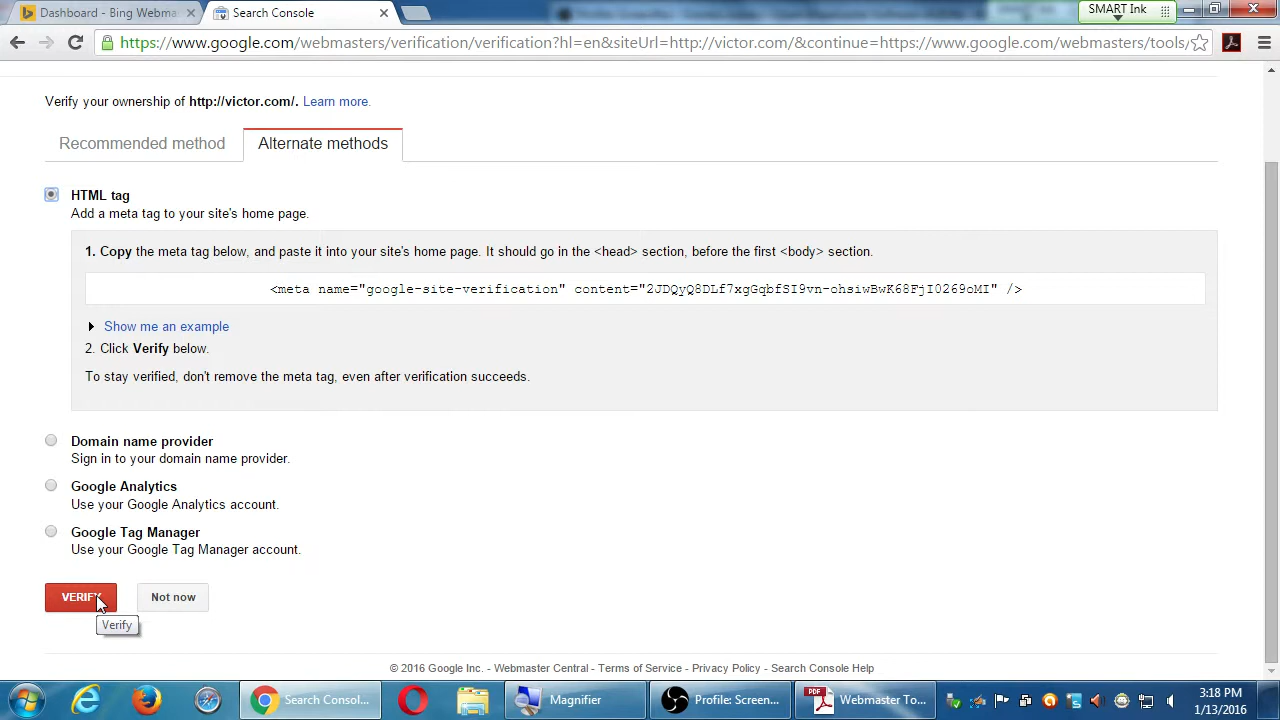 Dashboard - Bing Webma
Search Console
SMART Ink
https://www.google.com/webmasters/verification/verification?hl=en&siteUrl=http://victor.com/&continue=https://www.google.com/webmasters/tools/
Verify your ownership of http://victor.com/. Learn more.
Recommended method
Alternate methods
HTML tag
Add a meta tag to your site's home page.
1. Copy the meta tag below, and paste it into your site's home page. It should go in the <head> section, before the first <body> section.
<meta name="google-site-verification" content="2JDQyQ8DLf7xgGqbfSI9vn-ohsiwBwK68FjI0269oMI" />
Show me an example
2. Click Verify below.
To stay verified, don't remove the meta tag, even after verification succeeds.
Domain name provider
Sign in to your domain name provider.
Google Analytics
Use your Google Analytics account.
Google Tag Manager
Use your Google Tag Manager account.
VERIFY
Not now
Verify
© 2016 Google Inc. - Webmaster Central - Terms of Service - Privacy Policy - Search Console Help
Search Consol...
Magnifier
Profile: Screen...
PDF
Webmaster To...
3:18 PM
1/13/2016